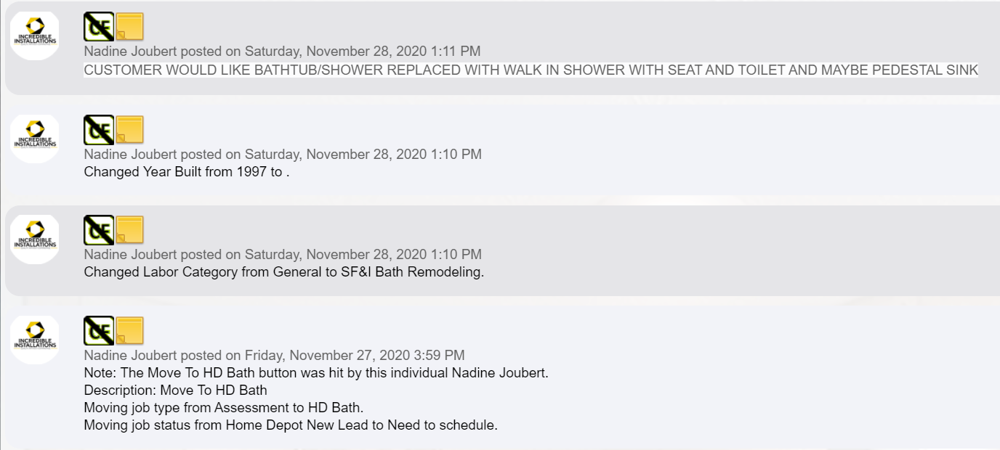 INCREDIBLE
INSTALLATIONS
CF
Nadine Joubert posted on Saturday, November 28, 2020 1:11 PM
CUSTOMER WOULD LIKE BATHTUB/SHOWER REPLACED WITH WALK IN SHOWER WITH SEAT AND TOILET AND MAYBE PEDESTAL SINK
INCREDIBLE
INSTALLATIONS
CF
Nadine Joubert posted on Saturday, November 28, 2020 1:10 PM
Changed Year Built from 1997 to .
INCREDIBLE
INSTALLATIONS
CF
Nadine Joubert posted on Saturday, November 28, 2020 1:10 PM
Changed Labor Category from General to SF&I Bath Remodeling.
INCREDIBLE
INSTALLATIONS
CF
Nadine Joubert posted on Friday, November 27, 2020 3:59 PM
Note: The Move To HD Bath button was hit by this individual Nadine Joubert.
Description: Move To HD Bath
Moving job type from Assessment to HD Bath.
Moving job status from Home Depot New Lead to Need to schedule.